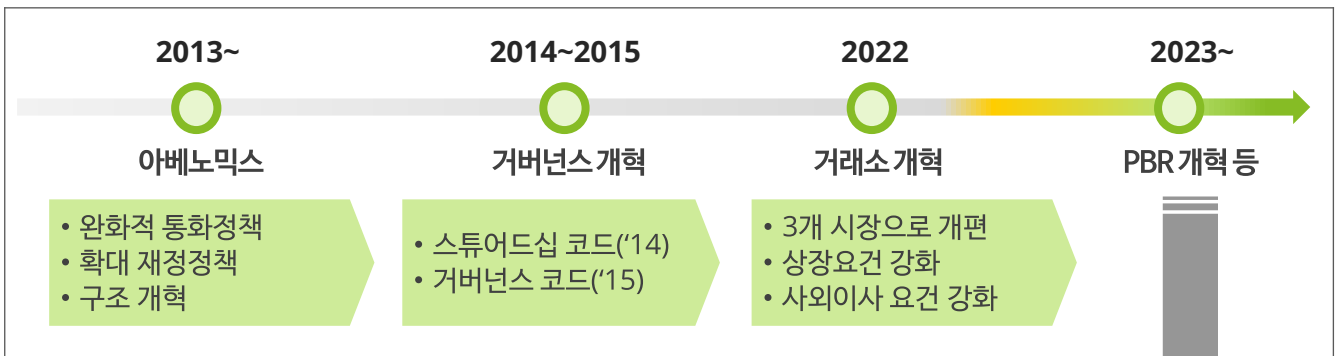 2013~
2014~2015
2022
2023~
아베노믹스
거버넌스 개혁
거래소 개혁
PBR 개혁 등
• 완화적 통화정책
• 확대 재정정책
• 구조 개혁
• 스튜어드십 코드(‘14)
• 거버넌스 코드(‘15)
• 3개 시장으로 개편
• 상장요건 강화
• 사외이사 요건 강화